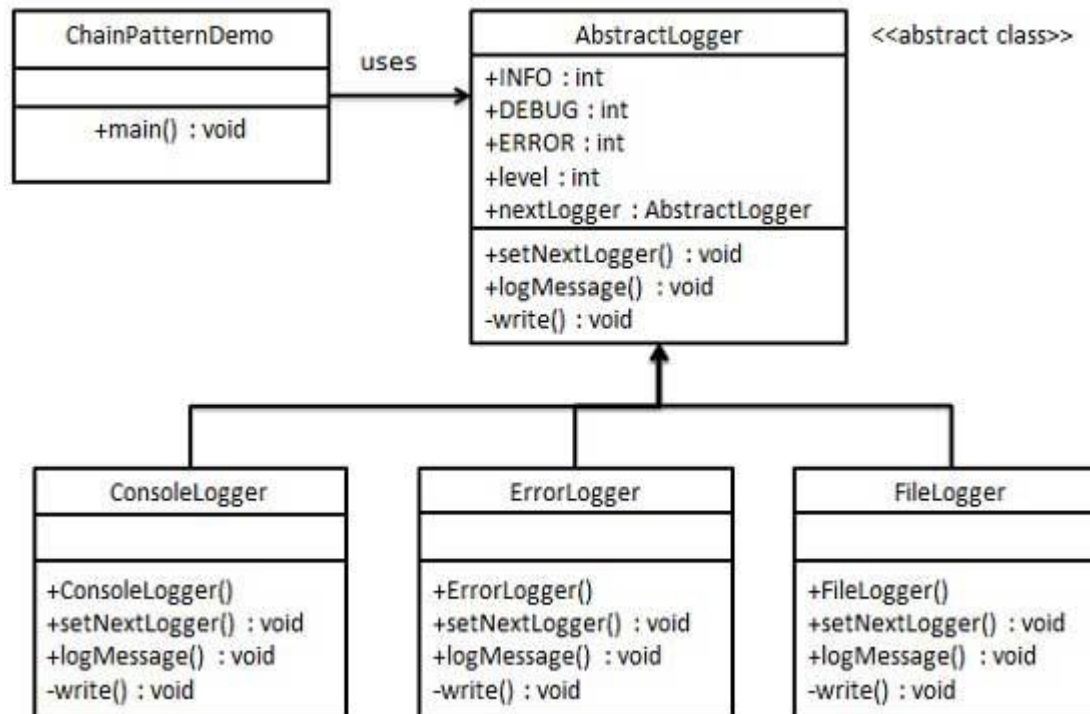 ChainPatternDemo
+main() : void
uses
AbstractLogger
+INFO : int
+DEBUG : int
+ERROR : int
+level : int
+nextLogger : AbstractLogger
+setNextLogger() : void
+logMessage() : void
-write() : void
<<abstract class>>
ConsoleLogger
+ConsoleLogger()
+setNextLogger() : void
+logMessage() : void
-write() : void
ErrorLogger
+ErrorLogger()
+setNextLogger() : void
+logMessage() : void
-write() : void
FileLogger
+FileLogger()
+setNextLogger() : void
+logMessage() : void
-write() : void